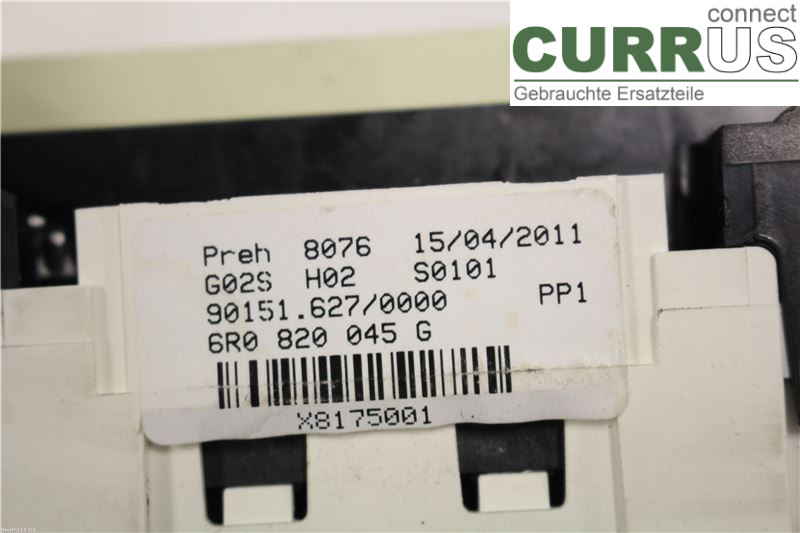 connect
CURRUS
Gebrauchte Ersatzteile
Preh 8076 15/04/2011
G02S H02 S0101
90151.627/0000 PP1
6R0 820 045 G
X8175001